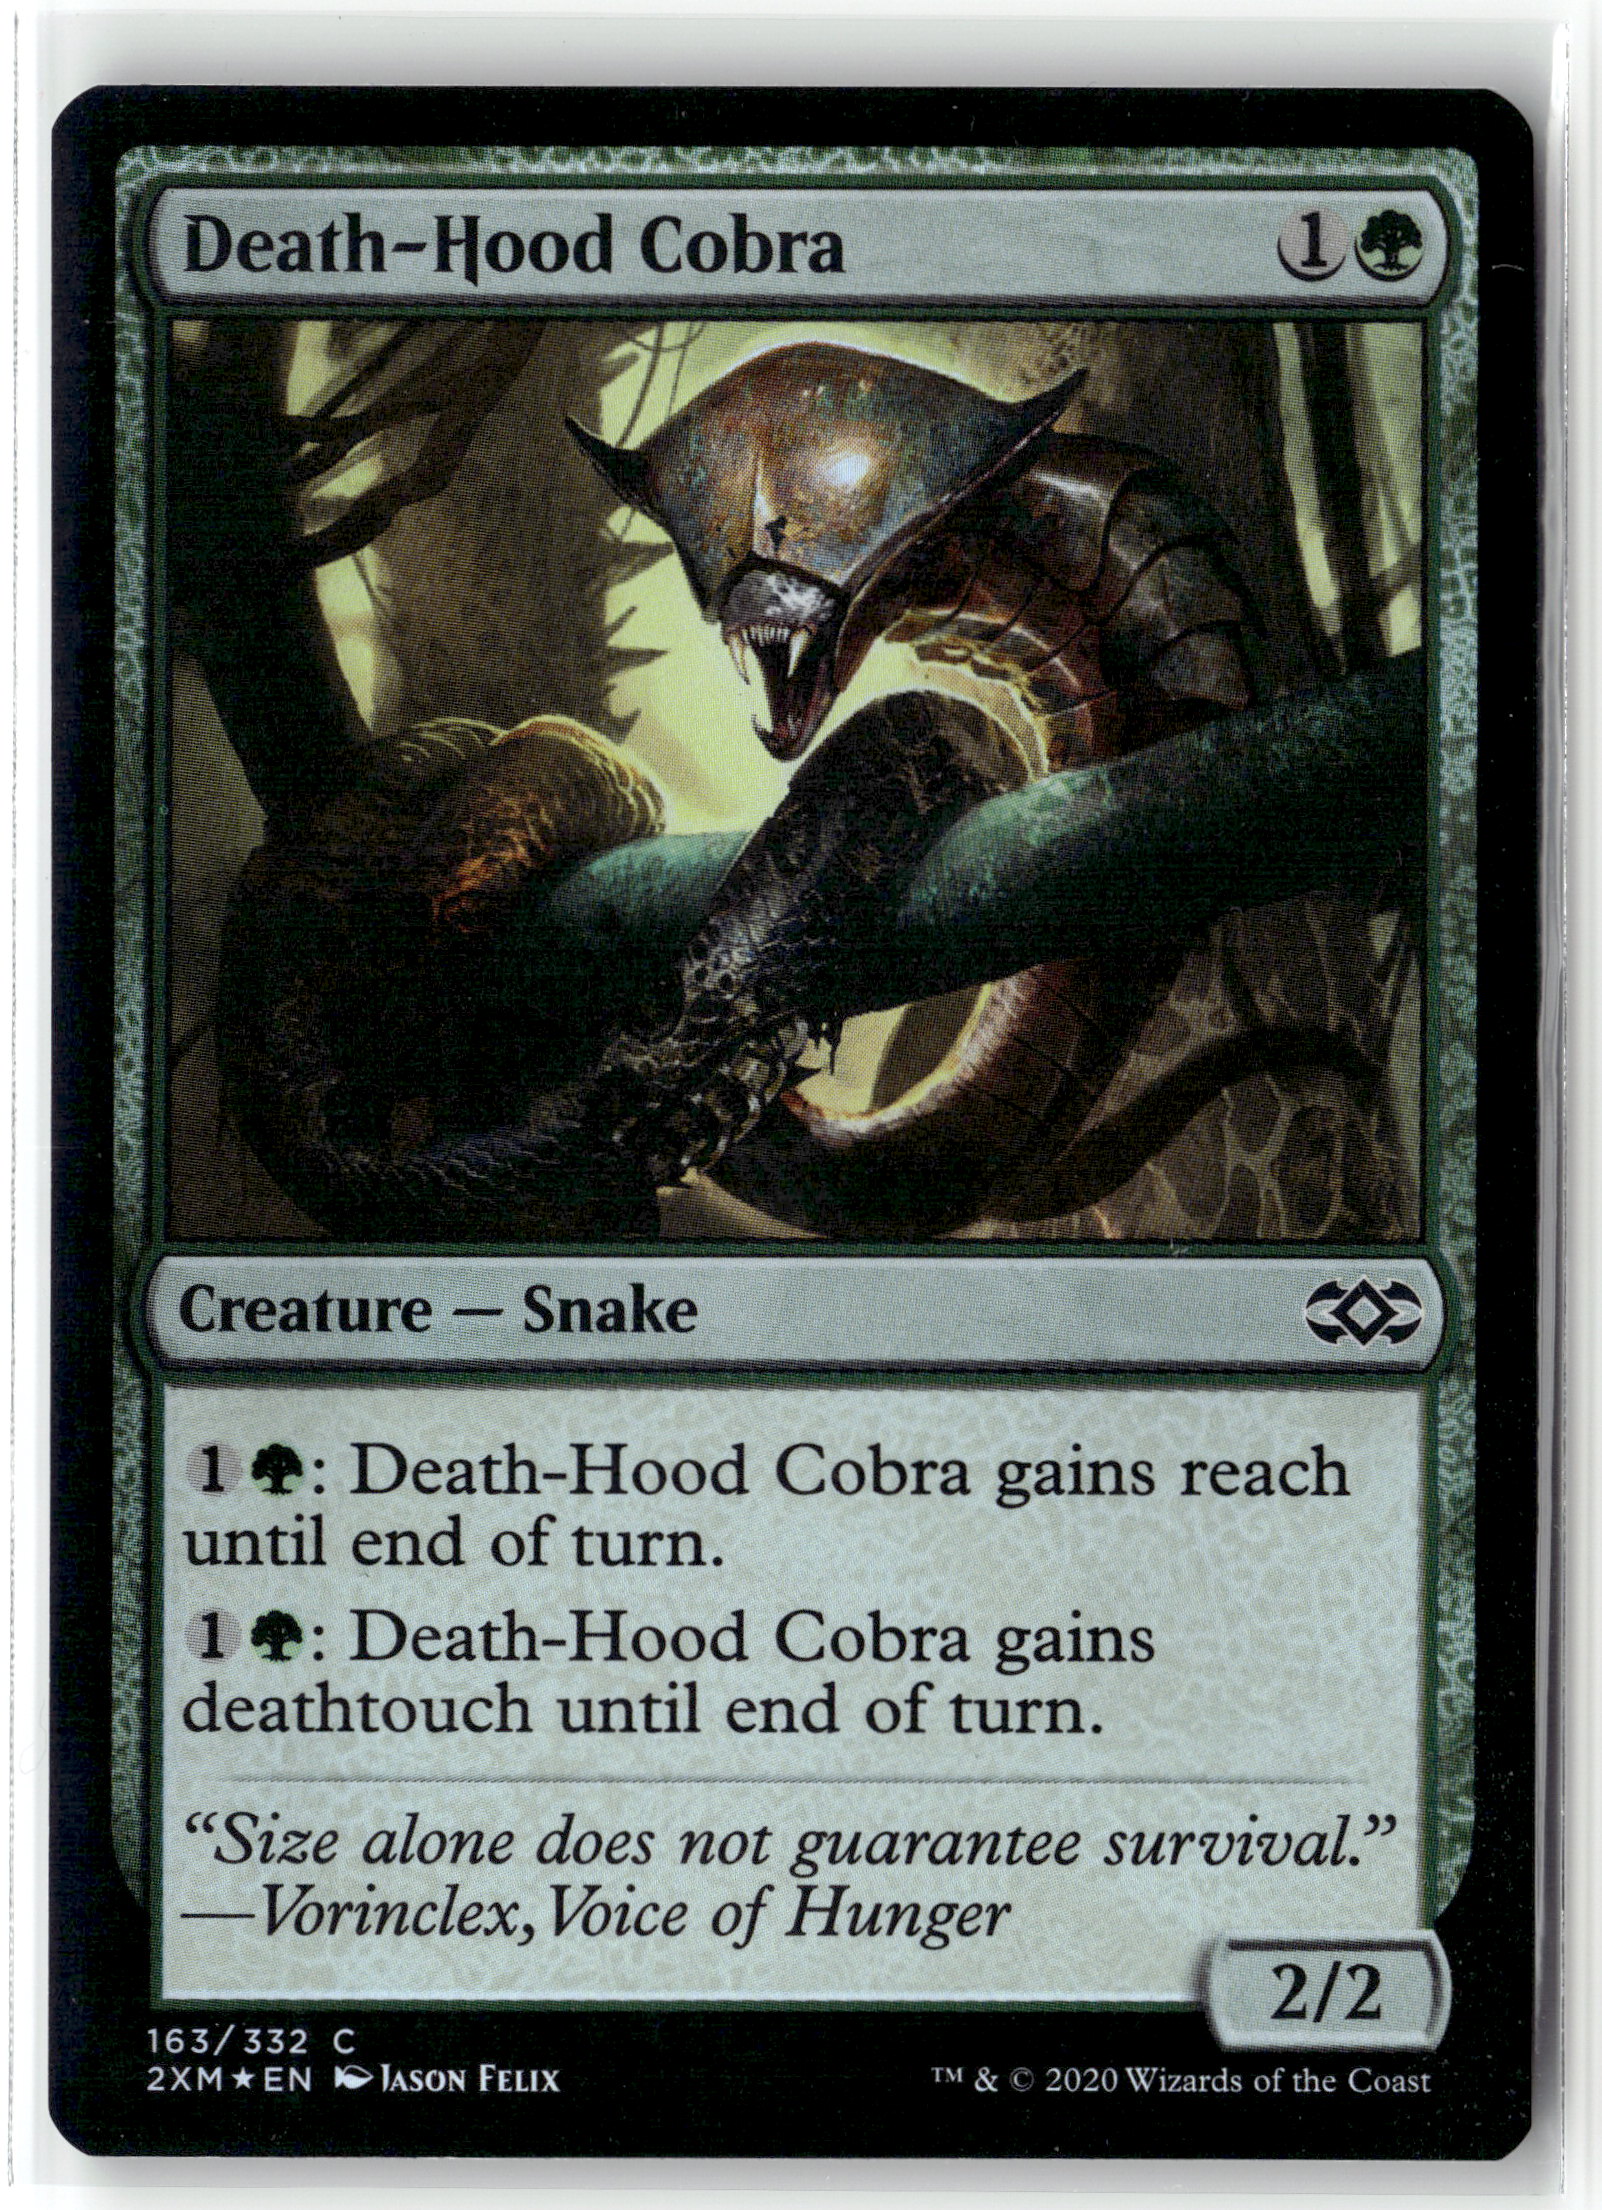 Death-Hood Cobra 1
Creature — Snake
1 : Death-Hood Cobra gains reach
until end of turn.
1 : Death-Hood Cobra gains
deathtouch until end of turn.
“Size alone does not guarantee survival.”
—Vorinclex, Voice of Hunger
2/2
163/332 C
2XM★EN Jason Felix
™ & © 2020 Wizards of the Coast